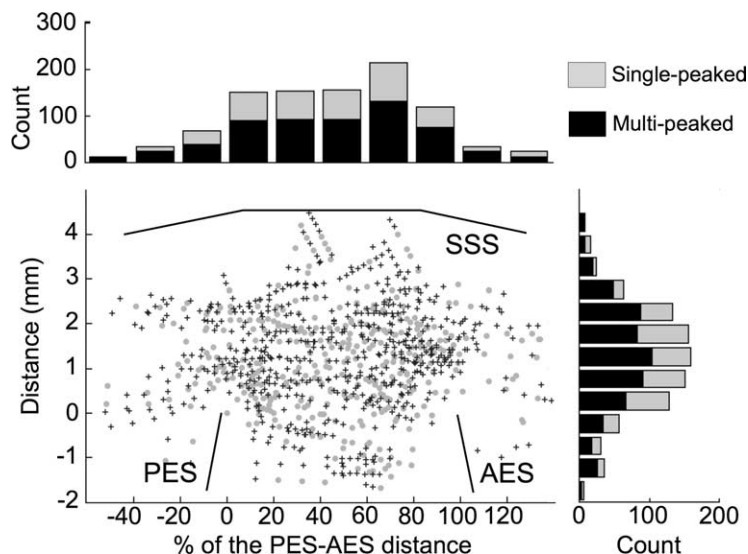 300
200
100
0
Count
Single-peaked
Multi-peaked
4
3
2
1
0
-1
-2
Distance (mm)
SSS
PES
AES
-40 -20 0 20 40 60 80 100 120
% of the PES-AES distance
0 100 200
Count